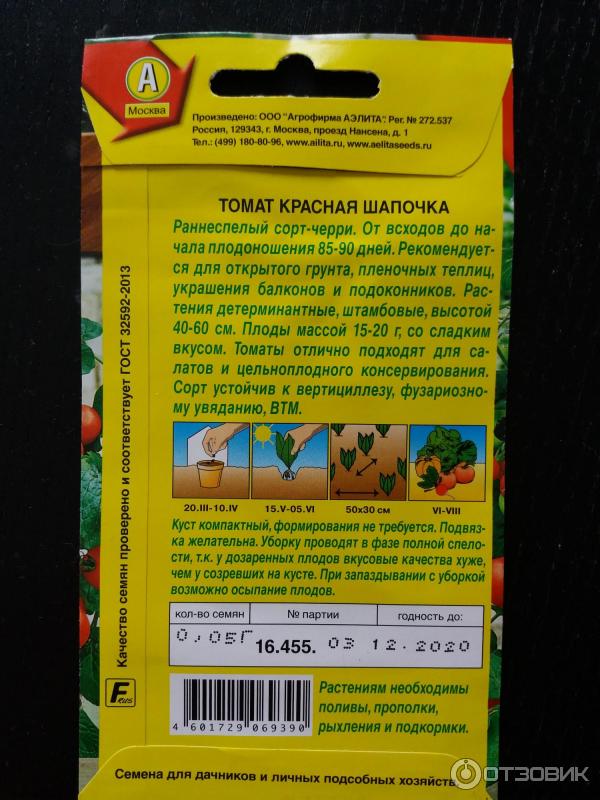 А
Москва
Произведено: ООО "Агрофирма АЭЛИТА". Рег. № 272.537
Россия, 129343, г. Москва, проезд Нансена, д. 1
Тел.: (499) 180-80-96, www.ailita.ru, www.aelitaseeds.ru
ТОМАТ КРАСНАЯ ШАПОЧКА
Раннеспелый сорт-черри. От всходов до на-
чала плодоношения 85-90 дней. Рекомендует-
ся для открытого грунта, пленочных теплиц,
украшения балконов и подоконников. Рас-
тения детерминантные, штамбовые, высотой
40-60 см. Плоды массой 15-20 г, со сладким
вкусом. Томаты отлично подходят для са-
латов и цельноплодного консервирования.
Сорт устойчив к вертициллезу, фузариозно-
му увяданию, ВТМ.
20.III-10.IV 15.V-05.VI 50х30 см VI-VIII
Куст компактный, формирования не требуется. Подвяз-
ка желательна. Уборку проводят в фазе полной спело-
сти, т.к. у дозаренных плодов вкусовые качества хуже,
чем у созревших на кусте. При запаздывании с уборкой
возможно осыпание плодов.
кол-во семян № партии годность до:
0,05Г 16.455. 03 12.2020
4 601729 069390
Растениям необходимы
поливы, прополки,
рыхления и подкормки.
Качество семян проверено и соответствует ГОСТ 32592-2013
F РЦS
Семена для дачников и личных подсобных хозяйств
ОТЗОВИК